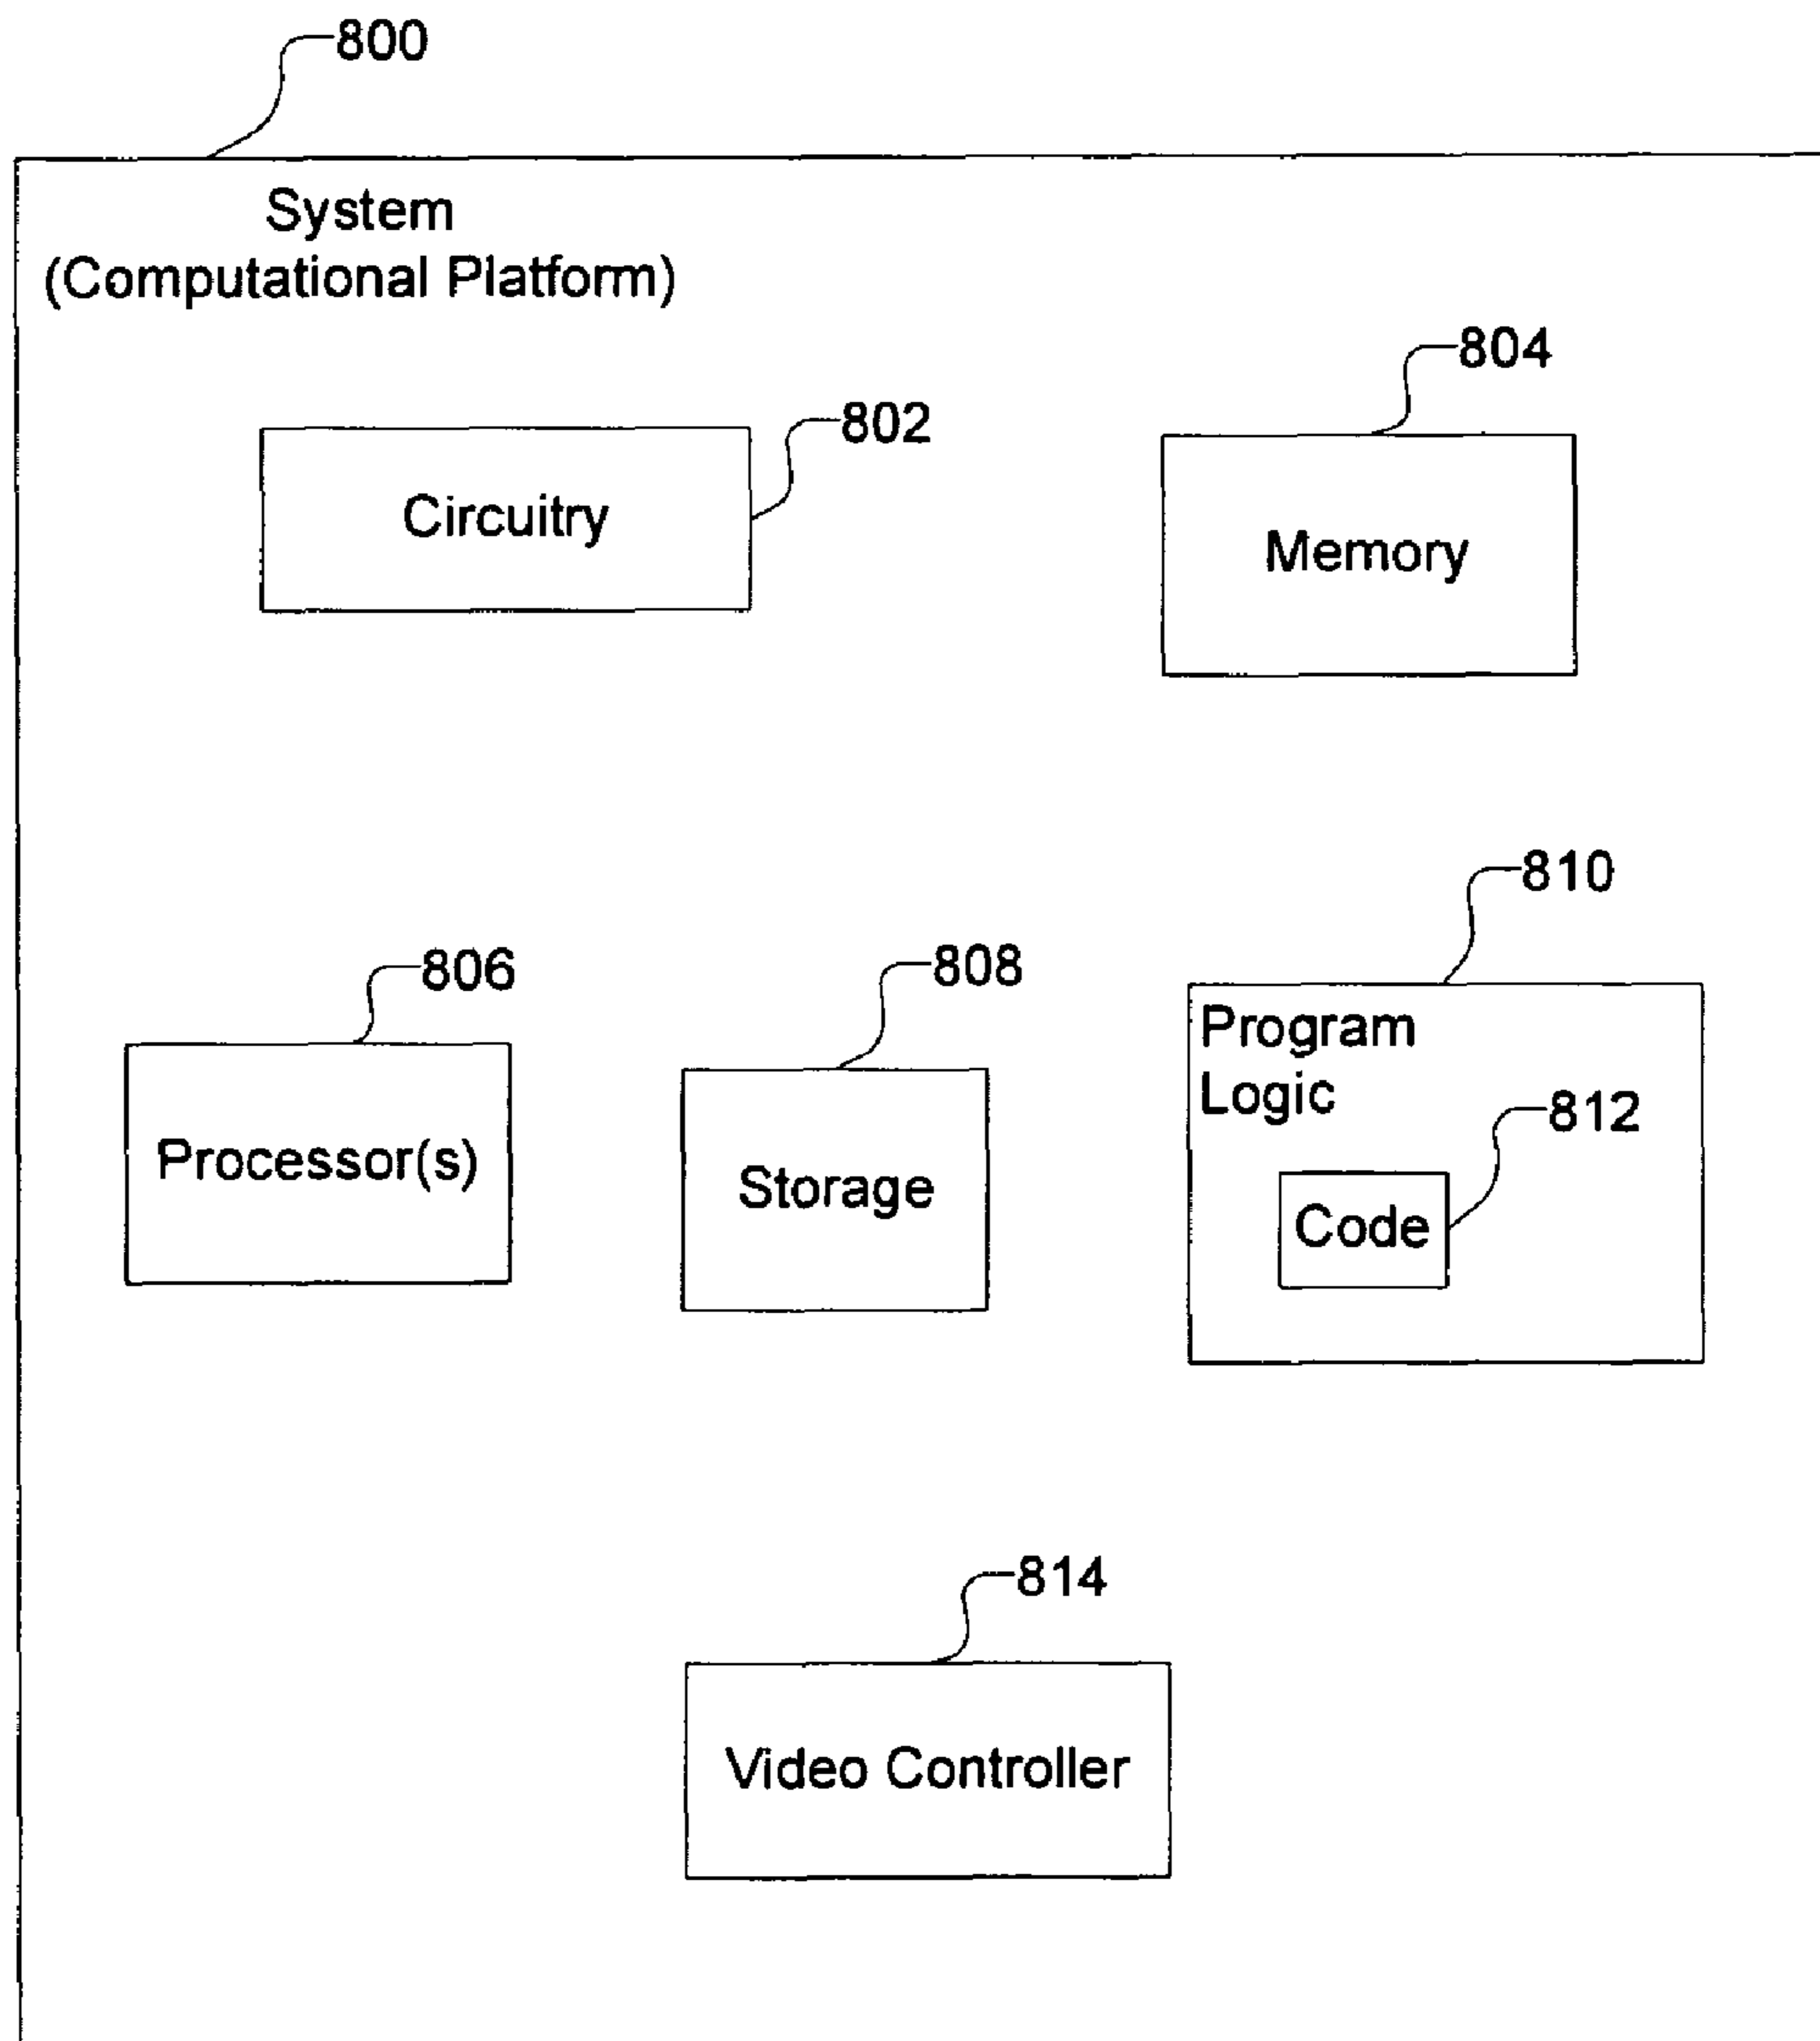 800
System
(Computational Platform)
804
802
Circuitry
Memory
810
806
808
Program
Logic
812
Processor(s)
Storage
Code
814
Video Controller